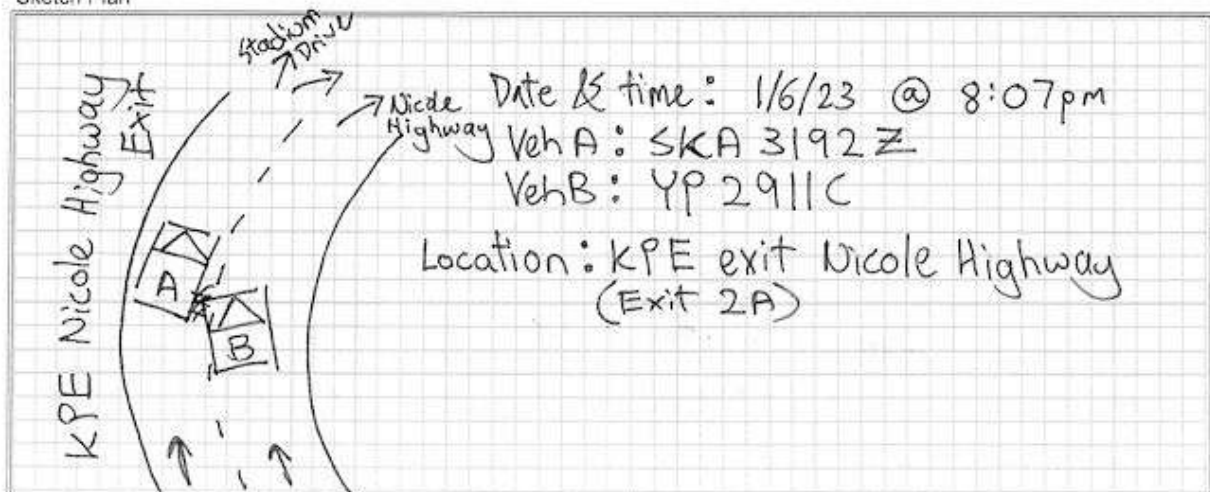 Sketch Plan
Stadium
Drive
Nicole
Highway
KPE Nicole Highway
Exit
Date & time: 1/6/23 @ 8:07pm
Veh A: SKA 3192Z
Veh B: YP 2911C
Location: KPE exit Nicole Highway
(Exit 2A)
A
B